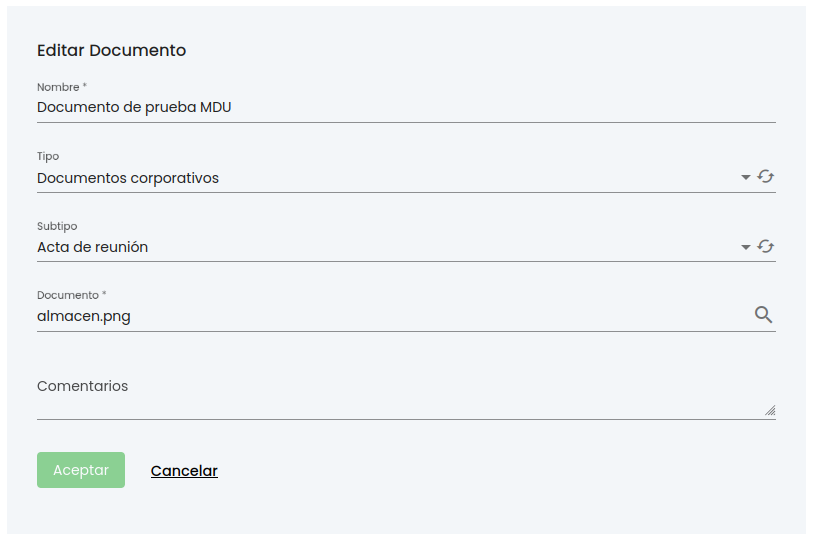 Editar Documento
Nombre *
Documento de prueba MDU
Tipo
Documentos corporativos
Subtipo
Acta de reunión
Documento *
almacen.png
Comentarios
Aceptar Cancelar